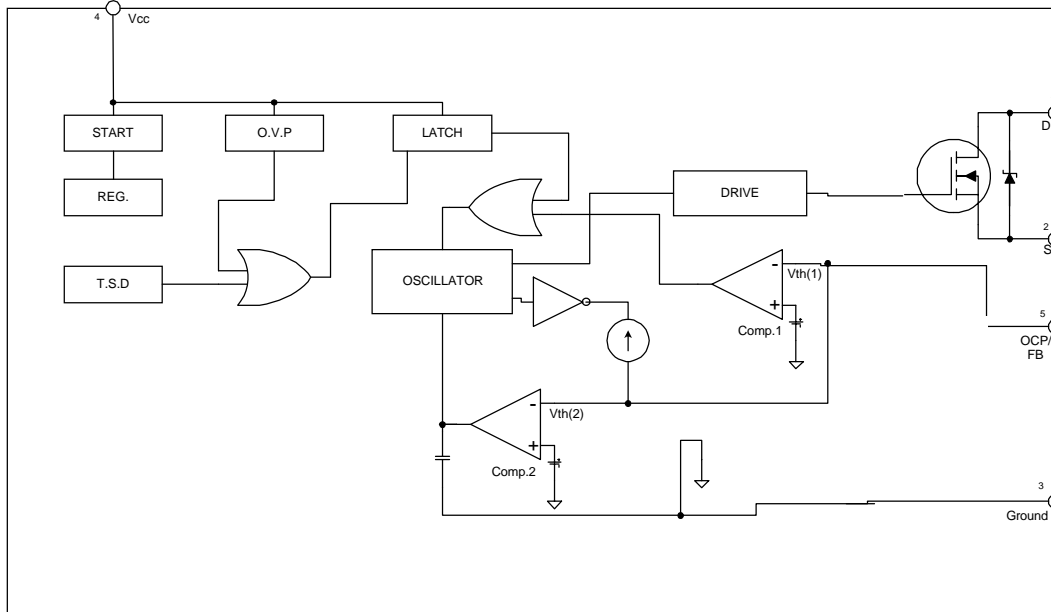 4
Vcc
START
O.V.P
LATCH
D
REG.
DRIVE
2
S
T.S.D
OSCILLATOR
Vth(1)
-
+
Comp.1
5
OCP/
FB
-
Vth(2)
+
Comp.2
3
Ground